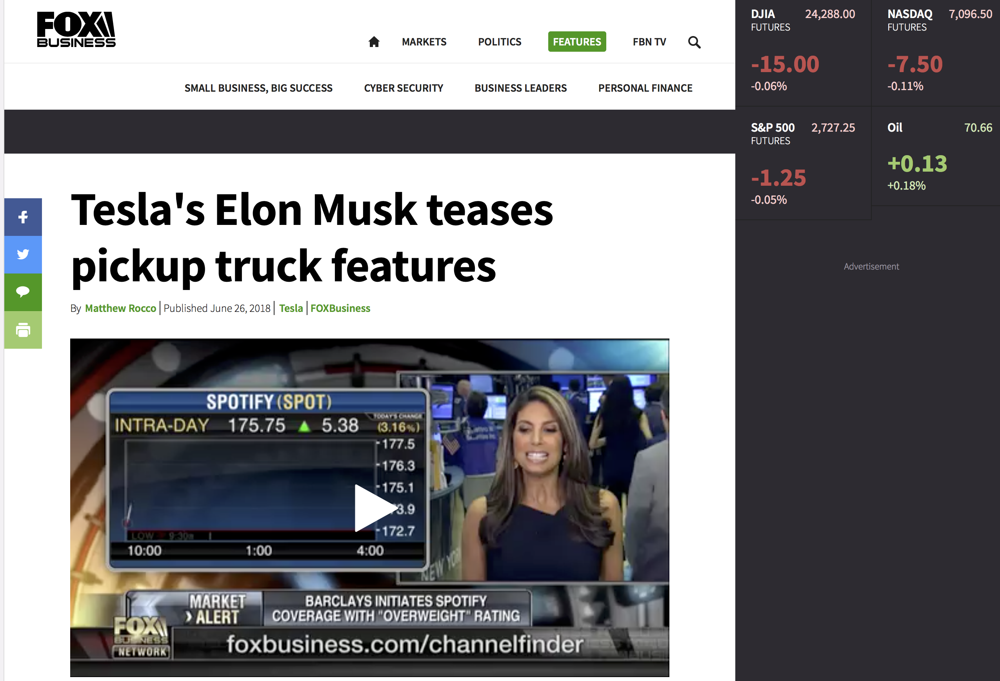 FOX
BUSINESS
MARKETS
POLITICS
FEATURES
FBN TV
SMALL BUSINESS, BIG SUCCESS
CYBER SECURITY
BUSINESS LEADERS
PERSONAL FINANCE
DJIA 24,288.00
FUTURES
-15.00
-0.06%
NASDAQ 7,096.50
FUTURES
-7.50
-0.11%
S&P 500 2,727.25
FUTURES
-1.25
-0.05%
Oil 70.66
+0.13
+0.18%
Advertisement
Tesla's Elon Musk teases
pickup truck features
By Matthew Rocco | Published June 26, 2018 | Tesla | FOXBusiness
SPOTIFY (SPOT)
TODAY'S CHANGE
INTRA-DAY 175.75 ▲ 5.38 (3.16%)
177.5
176.3
175.1
3.9
172.7
LOW 9:30a
10:00 1:00 4:00
NEW YOR
MARKET
ALERT
BARCLAYS INITIATES SPOTIFY
COVERAGE WITH "OVERWEIGHT" RATING
FOX
BUSINESS
NETWORK
foxbusiness.com/channelfinder